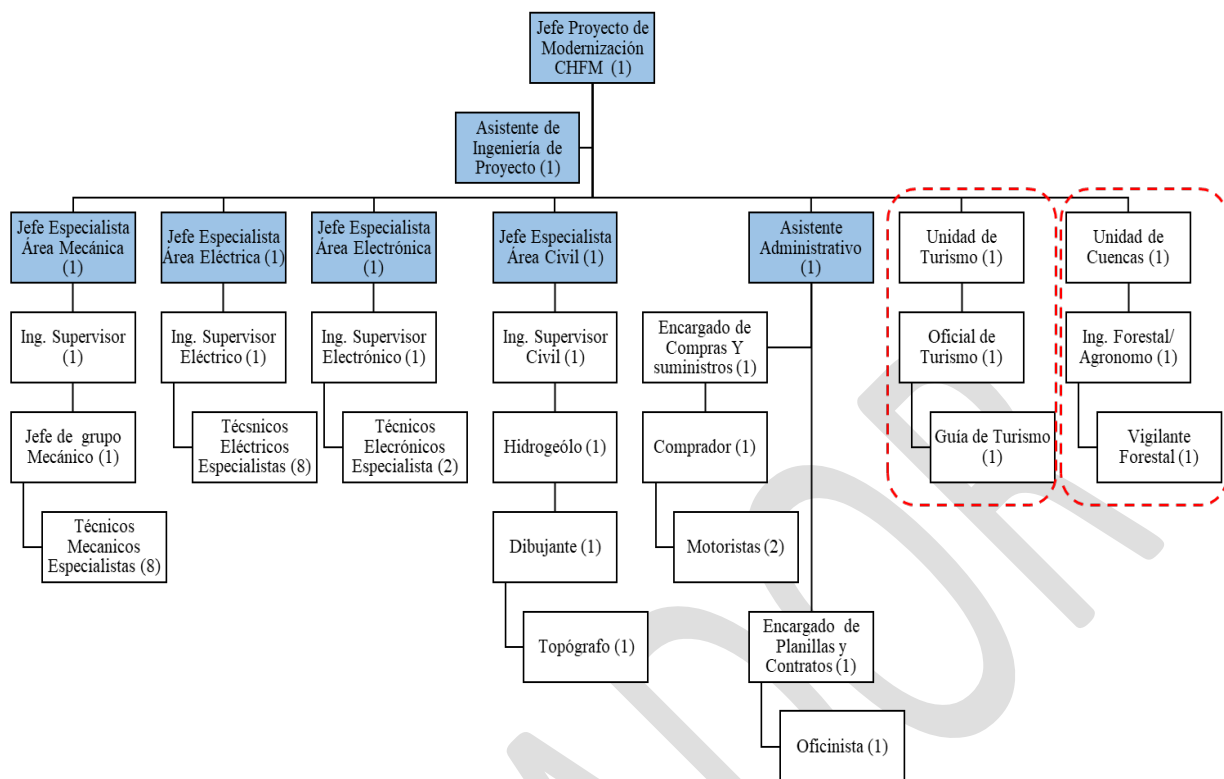 Jefe Proyecto de
Modernización
CHFM (1)
Asistente de
Ingeniería de
Proyecto (1)
Jefe Especialista
Área Mecánica
(1)
Jefe Especialista
Área Eléctrica (1)
Jefe Especialista
Área Electrónica
(1)
Jefe Especialista
Área Civil (1)
Asistente
Administrativo
(1)
Unidad de
Turismo (1)
Unidad de
Cuencas (1)
Ing. Supervisor
(1)
Ing. Supervisor
Eléctrico (1)
Ing. Supervisor
Electrónico (1)
Ing. Supervisor
Civil (1)
Encargado de
Compras Y
suministros (1)
Oficial de
Turismo (1)
Ing. Forestal/
Agronomo (1)
Jefe de grupo
Mecánico (1)
Técsnicos
Eléctricos
Especialistas (8)
Técnicos
Elecrónicos
Especialista (2)
Hidrogeólo (1)
Comprador (1)
Guía de Turismo
(1)
Vigilante
Forestal (1)
Técnicos
Mecanicos
Especialistas (8)
Dibujante (1)
Motoristas (2)
Topógrafo (1)
Encargado de
Planillas y
Contratos (1)
Oficinista (1)